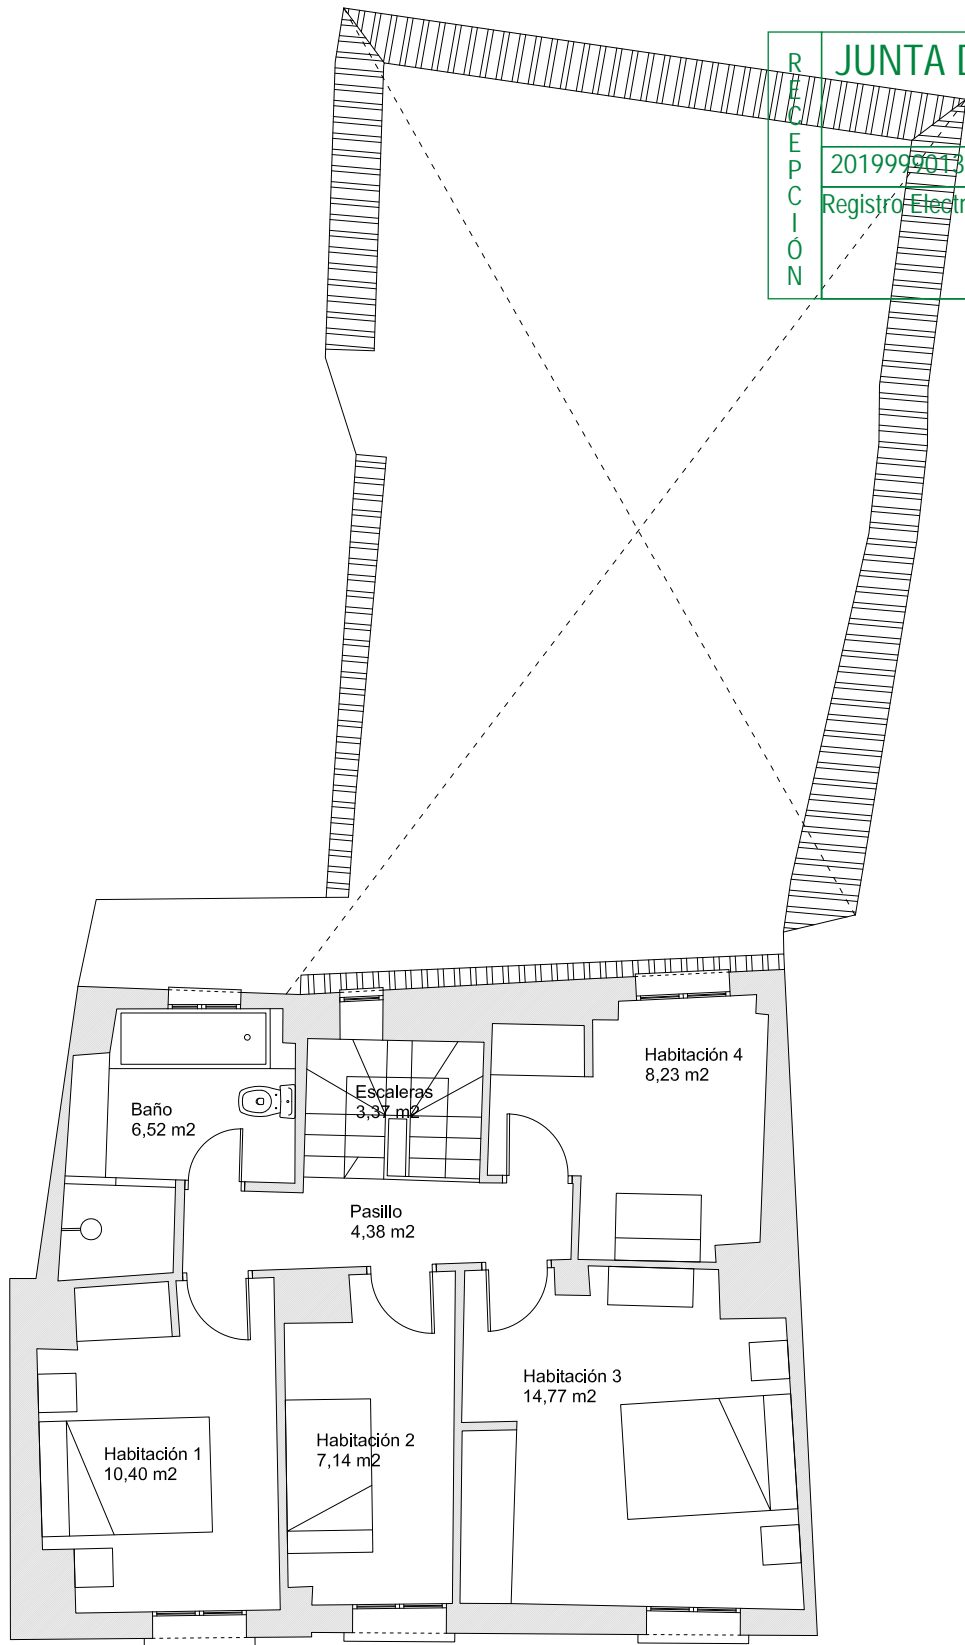 RECEPCIÓN
JUNTA D
2019999013
Registro Electr
Habitación 4
8,23 m2
Escaleras
3,37 m2
Baño
6,52 m2
Pasillo
4,38 m2
Habitación 3
14,77 m2
Habitación 2
7,14 m2
Habitación 1
10,40 m2